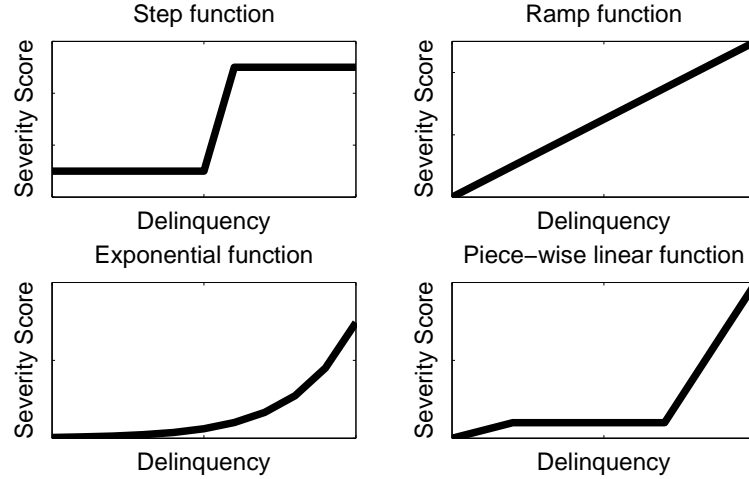 Step function
Severity Score
Delinquency
Ramp function
Severity Score
Delinquency
Exponential function
Severity Score
Delinquency
Piece−wise linear function
Severity Score
Delinquency